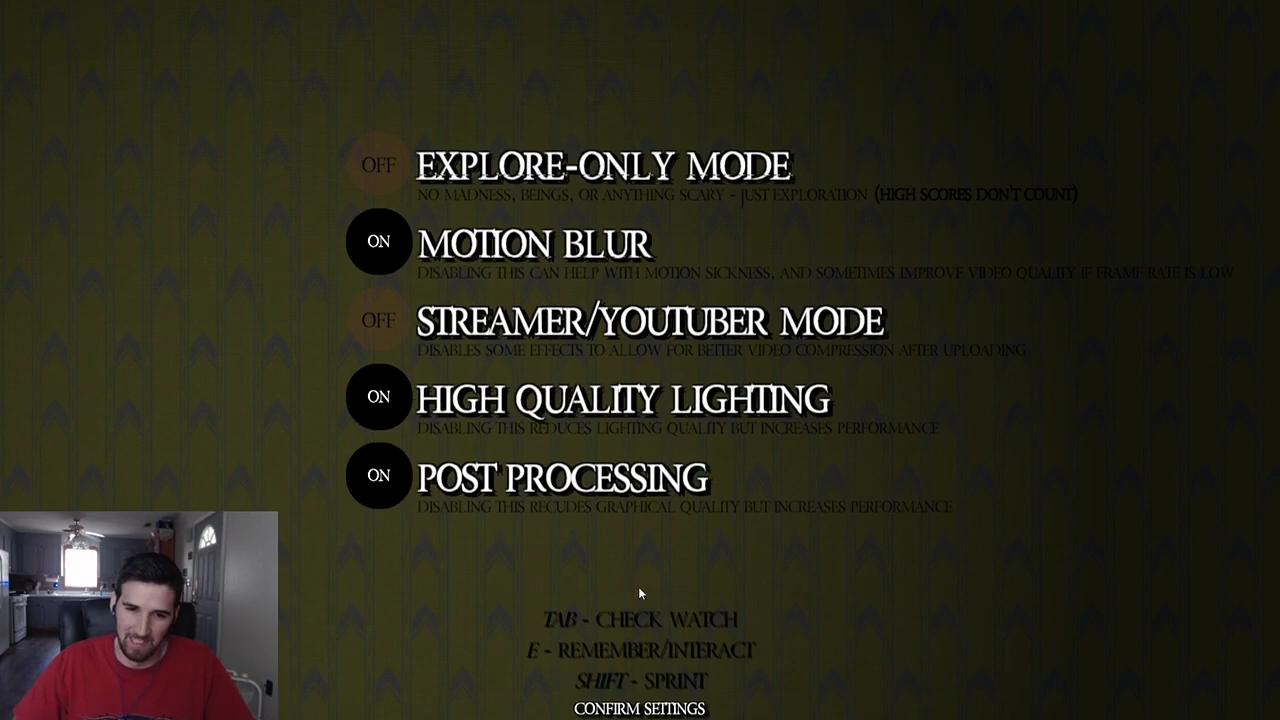 OFF EXPLORE-ONLY MODE
NO MADNESS, BEINGS, OR ANYTHING SCARY - JUST EXPLORATION (HIGH SCORES DON'T COUNT)
ON MOTION BLUR
DISABLING THIS CAN HELP WITH MOTION SICKNESS, AND SOMETIMES IMPROVE VIDEO QUALITY IF FRAME RATE IS LOW
OFF STREAMER/YOUTUBER MODE
DISABLES SOME EFFECTS TO ALLOW FOR BETTER VIDEO COMPRESSION AFTER UPLOADING
ON HIGH QUALITY LIGHTING
DISABLING THIS REDUCES LIGHTING QUALITY BUT INCREASES PERFORMANCE
ON POST PROCESSING
DISABLING THIS RECUDES GRAPHICAL QUALITY BUT INCREASES PERFORMANCE
TAB - CHECK WATCH
E - REMEMBER/INTERACT
SHIFT - SPRINT
CONFIRM SETTINGS